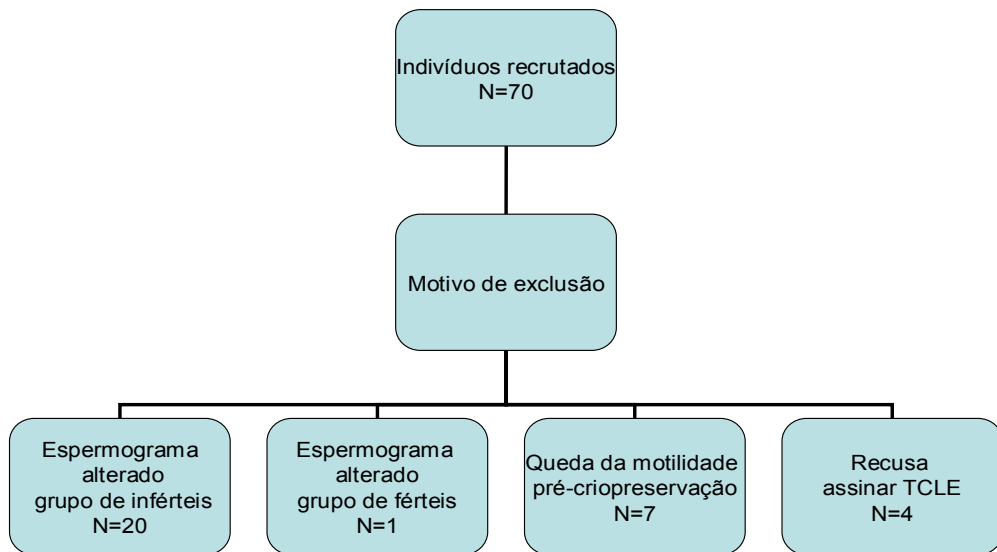 Indivíduos recrutados
N=70
Motivo de exclusão
Espermograma
alterado
grupo de inférteis
N=20
Espermograma
alterado
grupo de férteis
N=1
Queda da motilidade
pré-criopreservação
N=7
Recusa
assinar TCLE
N=4